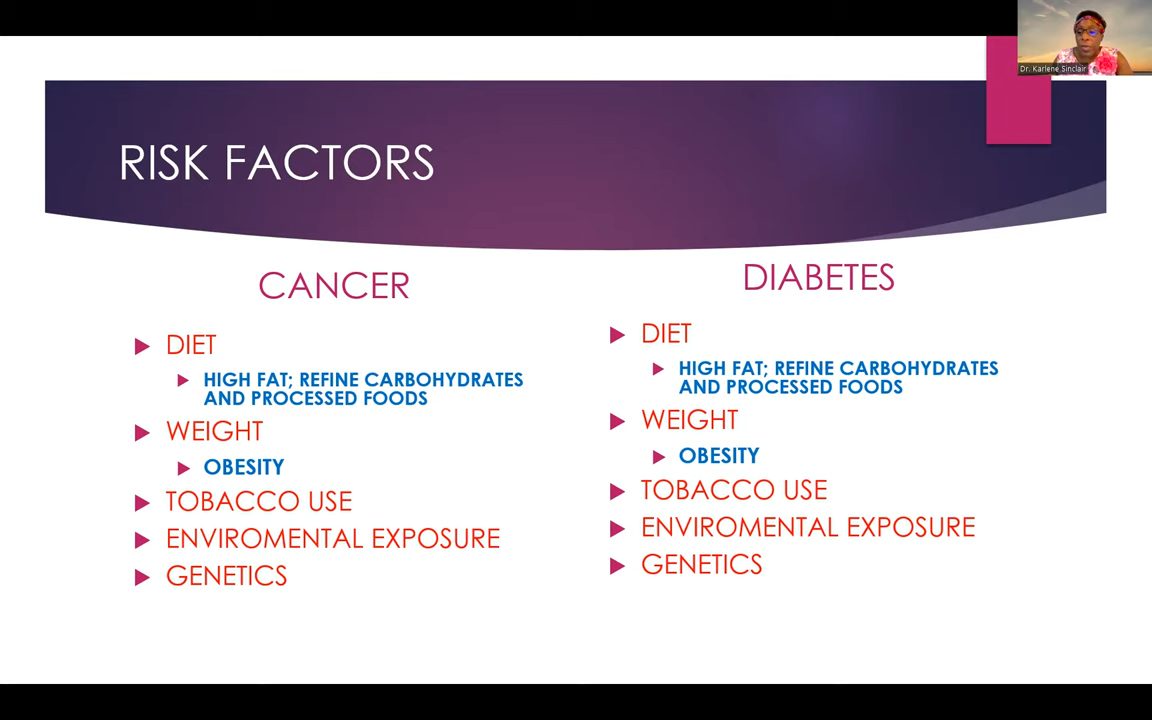 Dr. Karlene Sinclair
RISK FACTORS
CANCER
DIET
HIGH FAT; REFINE CARBOHYDRATES
AND PROCESSED FOODS
WEIGHT
OBESITY
TOBACCO USE
ENVIROMENTAL EXPOSURE
GENETICS
DIABETES
DIET
HIGH FAT; REFINE CARBOHYDRATES
AND PROCESSED FOODS
WEIGHT
OBESITY
TOBACCO USE
ENVIROMENTAL EXPOSURE
GENETICS